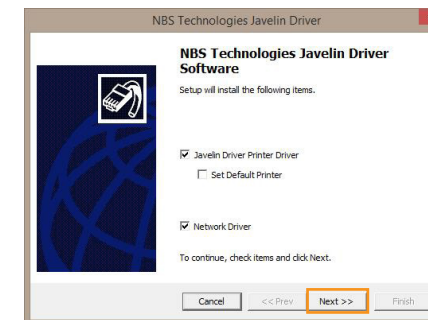 NBS Technologies Javelin Driver
NBS Technologies Javelin Driver
Software
Setup will install the following items.
Javelin Driver Printer Driver
Set Default Printer
Network Driver
To continue, check items and click Next.
Cancel
<< Prev
Next >>
Finish